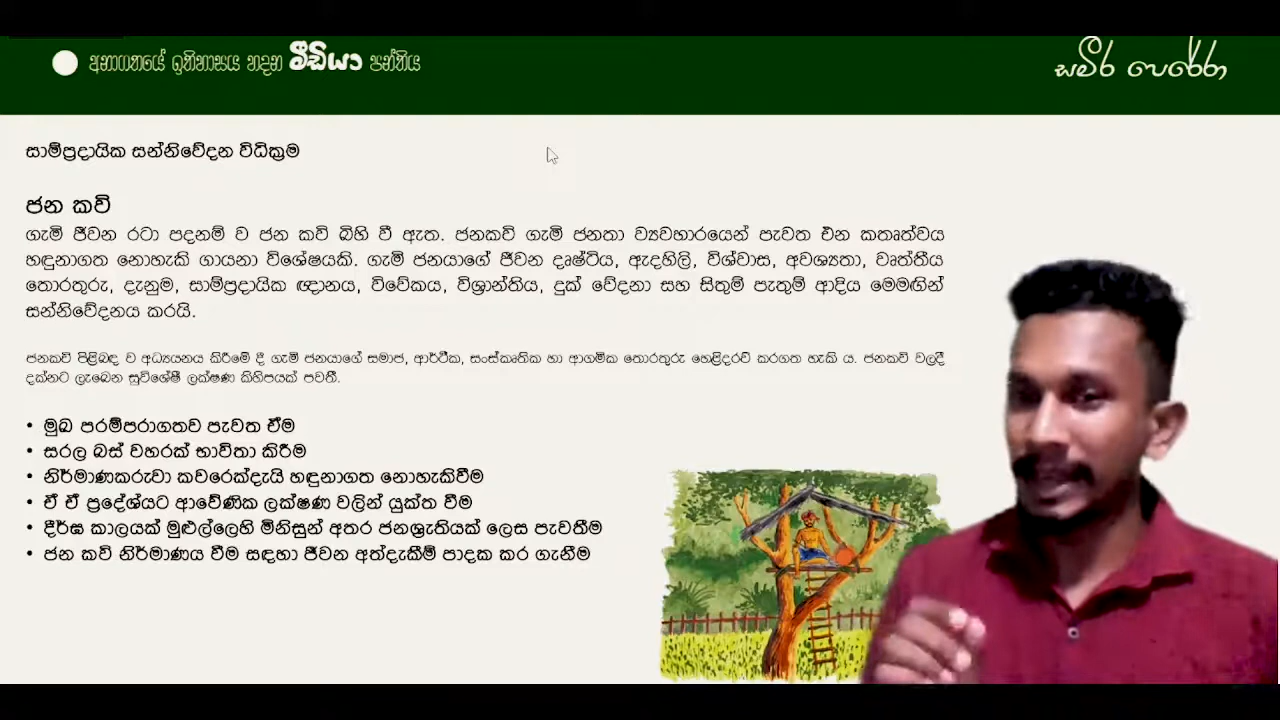 අනාගතයේ ඉතිහාසය හදන මීඩියා පන්තිය
සමීර පෙරේරා
සාම්ප්‍රදායික සන්නිවේදන විධික්‍රම
ජන කවි
ගැමි ජීවන රටා පදනම් ව ජන කවි බිහි වී ඇත. ජනකවි ගැමි ජනතා ව්‍යවහාරයෙන් පැවත එන කතෘත්වය
හඳුනාගත නොහැකි ගායනා විශේෂයකි. ගැමි ජනයාගේ ජීවන දෘෂ්ටිය, ඇදහිලි, විශ්වාස, අවශ්‍යතා, වෘත්තීය
තොරතුරු, දැනුම, සාම්ප්‍රදායික ඥානය, විවේකය, විශ්‍රාන්තිය, දුක් වේදනා සහ සිතුම් පැතුම් ආදිය මෙමඟින්
සන්නිවේදනය කරයි.
ජනකවි පිළිබඳ ව අධ්‍යයනය කිරීමේ දී ගැමි ජනයාගේ සමාජ, ආර්ථික, සංස්කෘතික හා ආගමික තොරතුරු හෙළිදරව් කරගත හැකි ය. ජනකවි වලදී
දක්නට ලැබෙන සුවිශේෂී ලක්ෂණ කිහිපයක් පවතී.
• මුඛ පරම්පරාගතව පැවත ඒම
• සරල බස් වහරක් භාවිතා කිරීම
• නිර්මාණකරුවා කවරෙක්දැයි හඳුනාගත නොහැකිවීම
• ඒ ඒ ප්‍රදේශයට ආවේණික ලක්ෂණ වලින් යුක්ත වීම
• දීර්ඝ කාලයක් මුළුල්ලෙහි මිනිසුන් අතර ජනශ්‍රැතියක් ලෙස පැවතීම
• ජන කවි නිර්මාණය වීම සඳහා ජීවන අත්දැකීම් පාදක කර ගැනීම